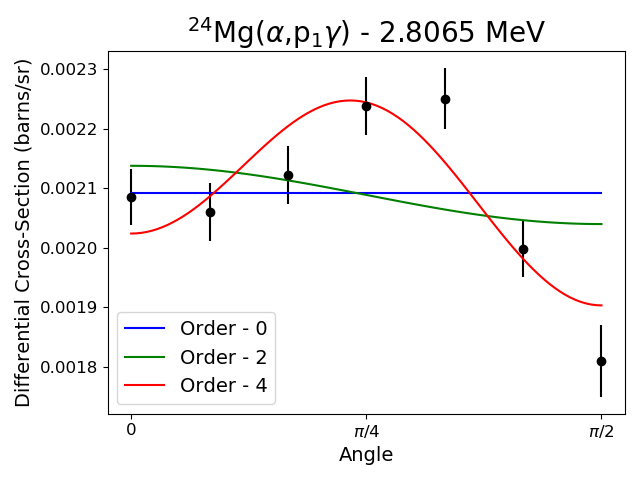 ²⁴Mg(α,p₁γ) - 2.8065 MeV
Differential Cross-Section (barns/sr)
0.0023
0.0022
0.0021
0.0020
0.0019
0.0018
Order - 0
Order - 2
Order - 4
0
π/4
π/2
Angle